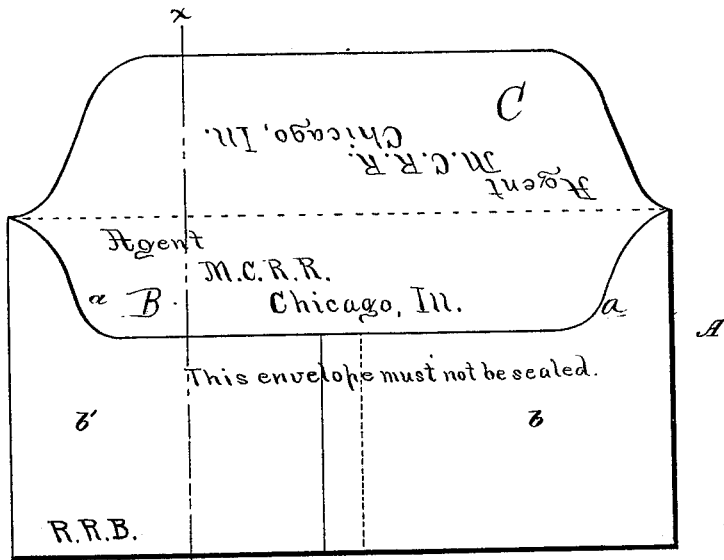 x
C
Chicago, Ill.
M.C.R.R.
Agent
Agent
M.C.R.R.
a B a
Chicago, Ill.
A
This envelope must not be sealed.
b' b
R.R.B.